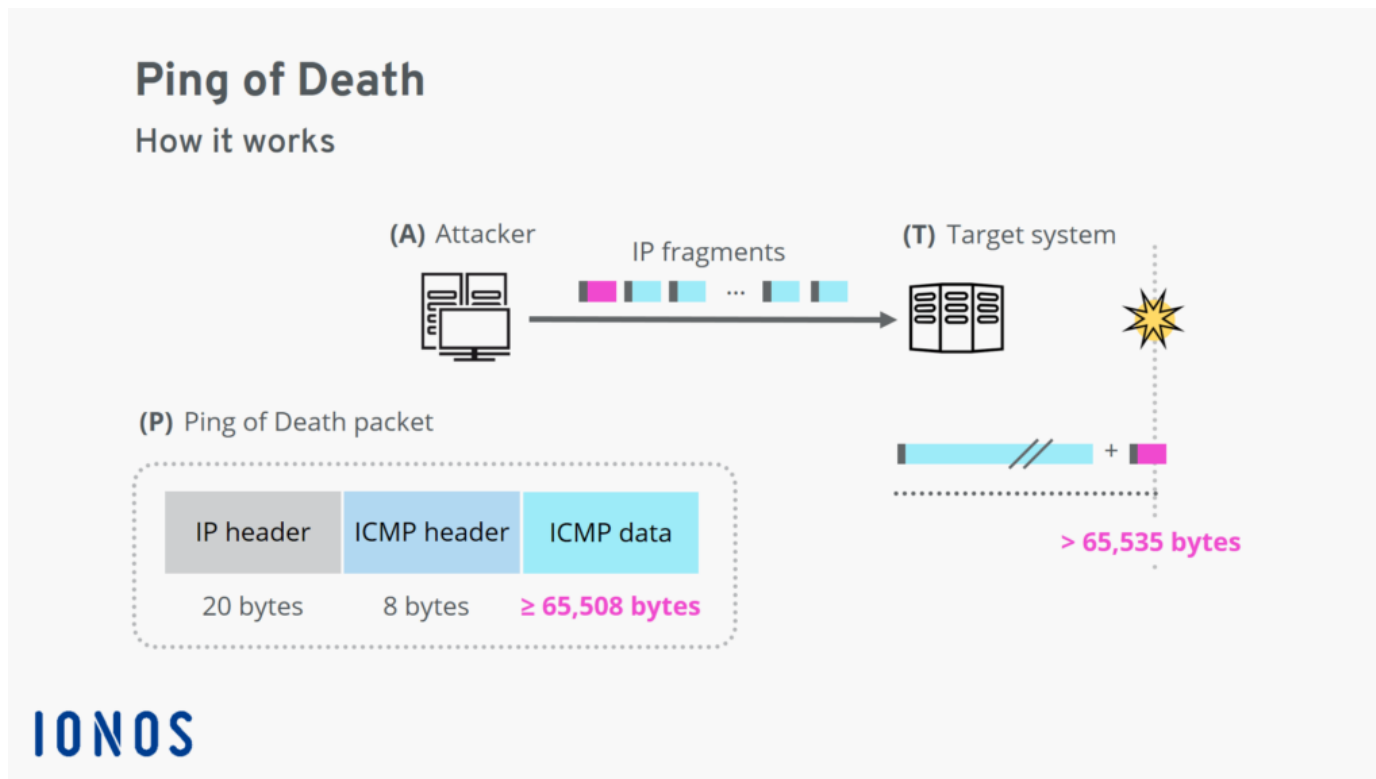 Ping of Death
How it works
(A) Attacker
IP fragments
(T) Target system
...
(P) Ping of Death packet
+
IP header
ICMP header
ICMP data
> 65,535 bytes
20 bytes
8 bytes
≥ 65,508 bytes
IONOS